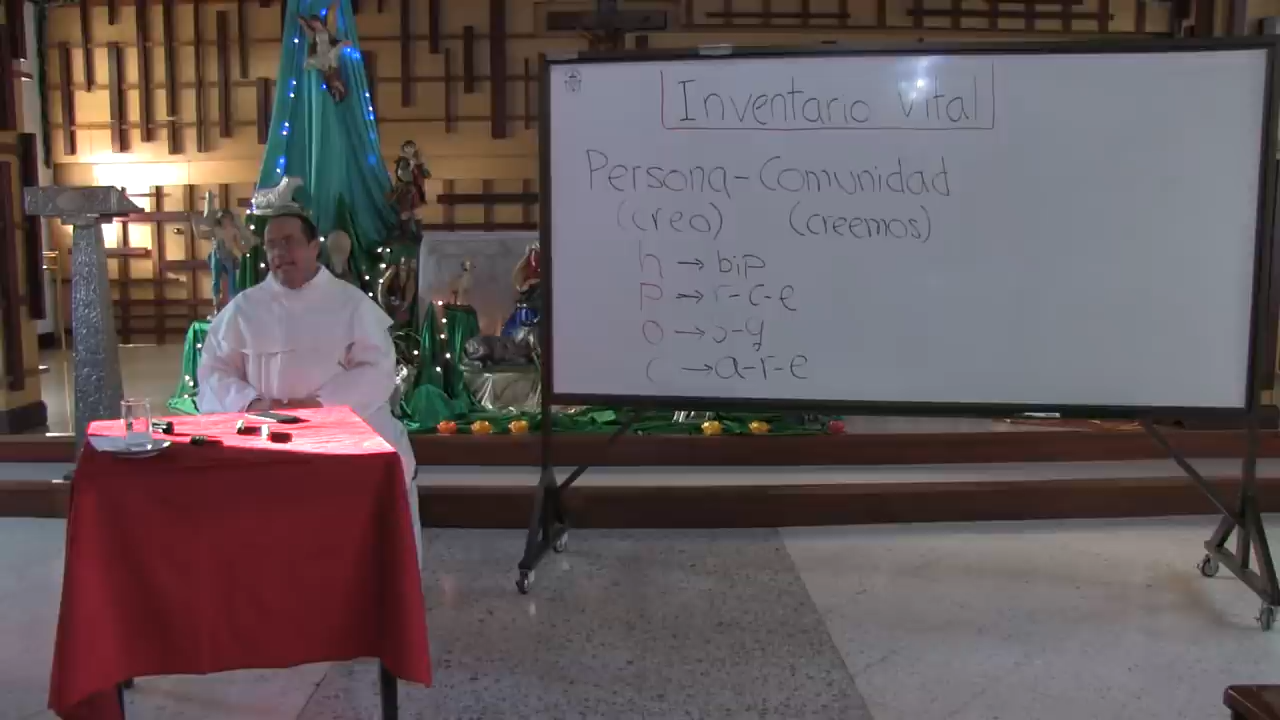 Inventario vital
Persona - Comunidad
(creo) (creemos)
h → bip
p → r-c-e
o → o-g
c → a-r-e